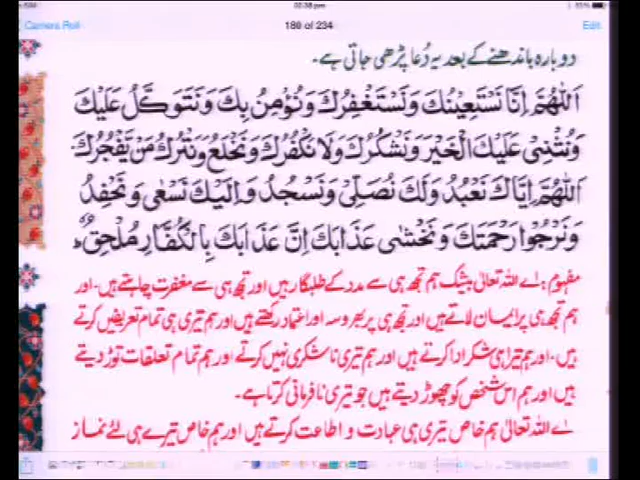 02:38 pm
Camera Roll 180 of 234 Edit
دوبارہ باندھنے کے بعد یہ دُعا پڑھی جاتی ہے۔
اَللّٰهُمَّ اِنَّا نَسْتَعِيْنُكَ وَنَسْتَغْفِرُكَ وَنُؤْمِنُ بِكَ وَنَتَوَكَّلُ عَلَيْكَ
وَنُثْنِيْ عَلَيْكَ الْخَيْرَ وَنَشْكُرُكَ وَلَا نَكْفُرُكَ وَنَخْلَعُ وَنَتْرُكُ مَنْ يَّفْجُرُكَ
اَللّٰهُمَّ اِيَّاكَ نَعْبُدُ وَلَكَ نُصَلِّيْ وَنَسْجُدُ وَاِلَيْكَ نَسْعٰى وَنَحْفِدُ
وَنَرْجُوْا رَحْمَتَكَ وَنَخْشٰى عَذَابَكَ اِنَّ عَذَابَكَ بِالْكُفَّارِ مُلْحِقٌ ؕ
مفہوم: اے اللہ تعالیٰ بیشک ہم تجھ ہی سے مدد کے طلبگار ہیں اور تجھ ہی سے مغفرت چاہتے ہیں۔ اور
ہم تجھ ہی پر ایمان لاتے ہیں اور تجھ ہی پر بھروسہ اور اعتماد رکھتے ہیں اور ہم تیری ہی تمام تعریفیں کرتے
ہیں۔ اور ہم تیرا ہی شکر ادا کرتے ہیں اور ہم تیری ناشکری نہیں کرتے اور ہم تمام تعلقات توڑ دیتے
ہیں اور ہم اس شخص کو چھوڑ دیتے ہیں جو تیری نافرمانی کرتا ہے۔
اے اللہ تعالیٰ ہم خاص تیری ہی عبادت و اطاعت کرتے ہیں اور ہم خاص تیرے ہی لئے نماز